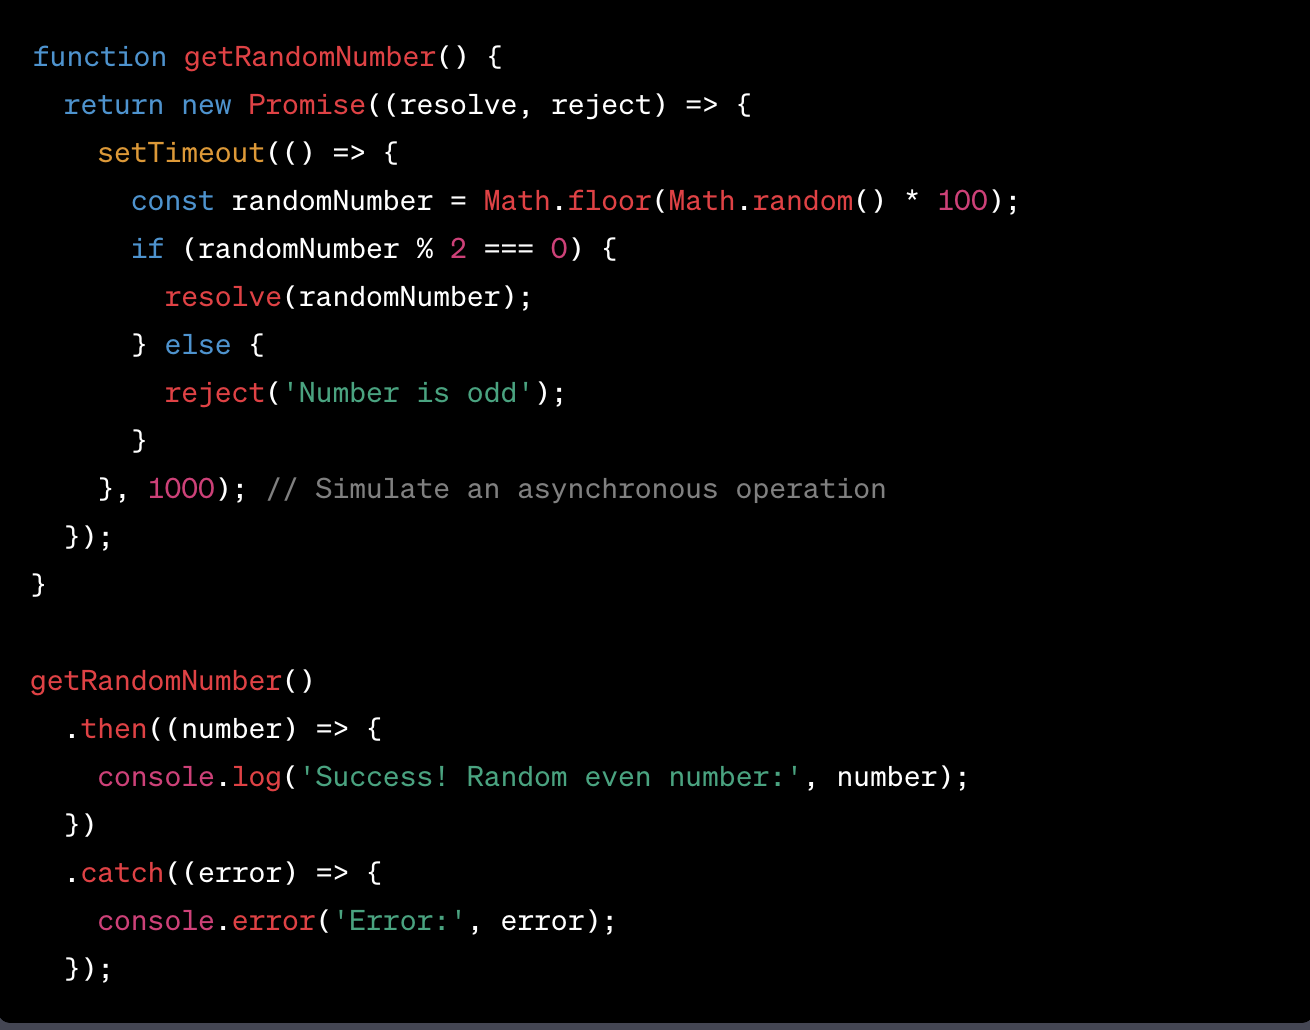 function getRandomNumber() {
  return new Promise((resolve, reject) => {
    setTimeout(() => {
      const randomNumber = Math.floor(Math.random() * 100);
      if (randomNumber % 2 === 0) {
        resolve(randomNumber);
      } else {
        reject('Number is odd');
      }
    }, 1000); // Simulate an asynchronous operation
  });
}

getRandomNumber()
  .then((number) => {
    console.log('Success! Random even number:', number);
  })
  .catch((error) => {
    console.error('Error:', error);
  });